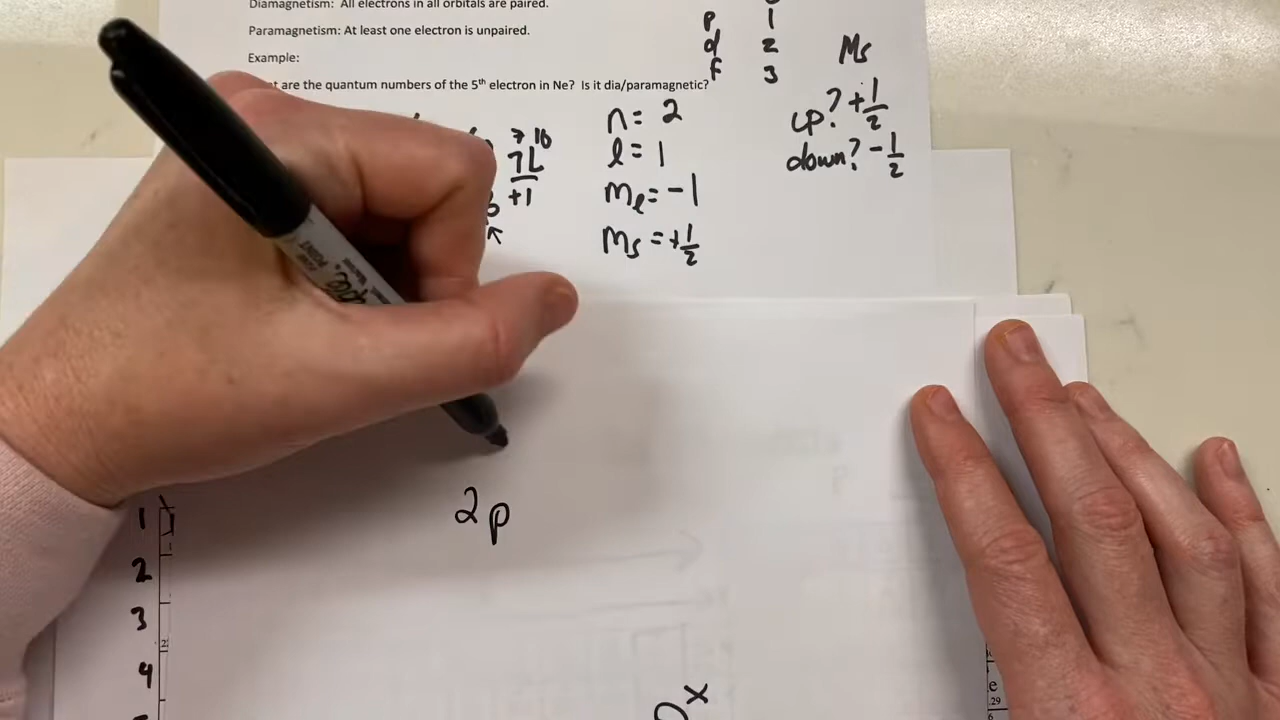 Diamagnetism: All electrons in all orbitals are paired.
Paramagnetism: At least one electron is unpaired.
Example:
are the quantum numbers of the 5th electron in Ne? Is it dia/paramagnetic?
p 1
d 2
f 3
Ms
up? +1/2
down? -1/2
n = 2
l = 1
Ml = -1
Ms = +1/2
+1
2p
1
2
3
4
x
e